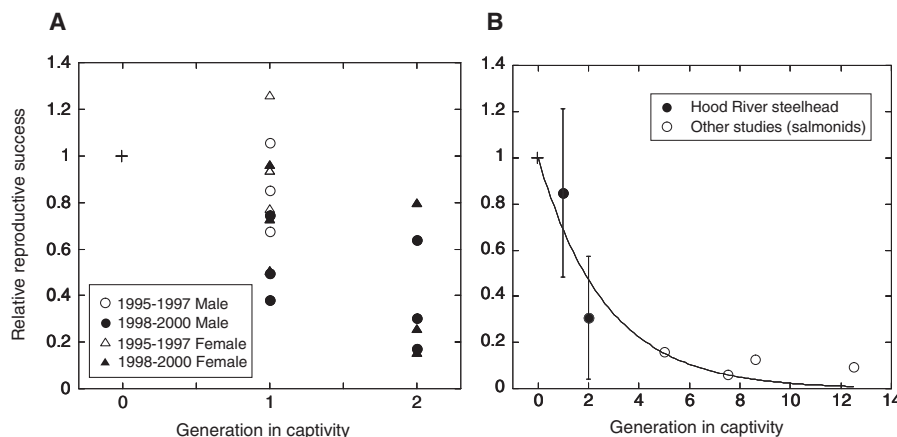 A
Relative reproductive success
1.4
1.2
1
0.8
0.6
0.4
0.2
0
1995-1997 Male
1998-2000 Male
1995-1997 Female
1998-2000 Female
0
1
2
Generation in captivity
B
1.4
1.2
1
0.8
0.6
0.4
0.2
0
Hood River steelhead
Other studies (salmonids)
0
2
4
6
8
10
12
14
Generation in captivity